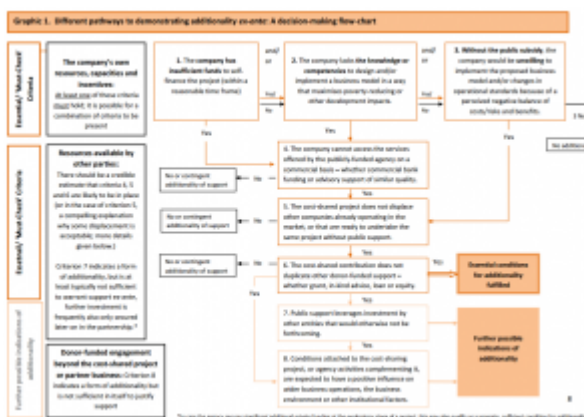 Graphic 1. Different pathways to demonstrating additionality ex-ante: A decision-making flow-chart
Essential/ 'Must-Check' Criteria
The company's own
resources, capacities and
incentives:
At least one of these criteria
must hold; it is possible for a
combination of criteria to be
present
1. The company has
insufficient funds to self-
finance the project (within a
reasonable time frame)
and/
or
2. The company lacks the knowledge or
competencies to design and/or implement
a business model in a way
that maximises poverty-reducing or
other development impacts.
and/
or
3. Without the public subsidy, the
company would be unwilling to
implement the proposed business
model and/or changes in
operational standards because of
a perceived negative balance of
costs/risks and benefits.
Yes
Yes
Yes
No
No
Essential/ 'Must-Check' Criteria
Resources available by
other parties:
There should be a credible
estimate that criteria 4, 5
and 6 are likely to be in place
(or in the case of criterion 5,
a compelling explanation
why some displacement is
acceptable; more details
given below)
Criterion 7 indicates a form
of additionality, but is at
typically not sufficient
to warrant support ex-ante,
further investment is
frequently also only secured
later on in the partnership.
4. The company cannot access the services
offered by the publicly-funded agency on
a commercial basis – whether commercial bank
funding or advisory support of similar quality.
No
No or contingent
additionality of support
Yes
5. The cost-shared project does not displace
other companies already operating in the
market, or that are ready to undertake the
same project without public support.
No
No or contingent
additionality of support
Yes
6. The cost-shared contribution does not
duplicate other donor-funded support –
whether grant, in-kind advice, loan or equity.
No
No or contingent
additionality of support
Yes
Essential conditions
for additionality
fulfilled
Yes
Yes
7. Public support leverages investment by
other entities that would otherwise not be
forthcoming.
Yes
Further possible
indications of
additionality
Further possible indications of
additionality
Donor-funded engagement
beyond the cost-shared project
or partner business: Criterion 8
indicates a form of additionality but
is not sufficient in itself to justify
support
8. Conditions attached to the cost-sharing
project, or agency activities complementing it,
are expected to have a positive influence on
wider business operations, the business
environment or other institutional factors.
Yes
8